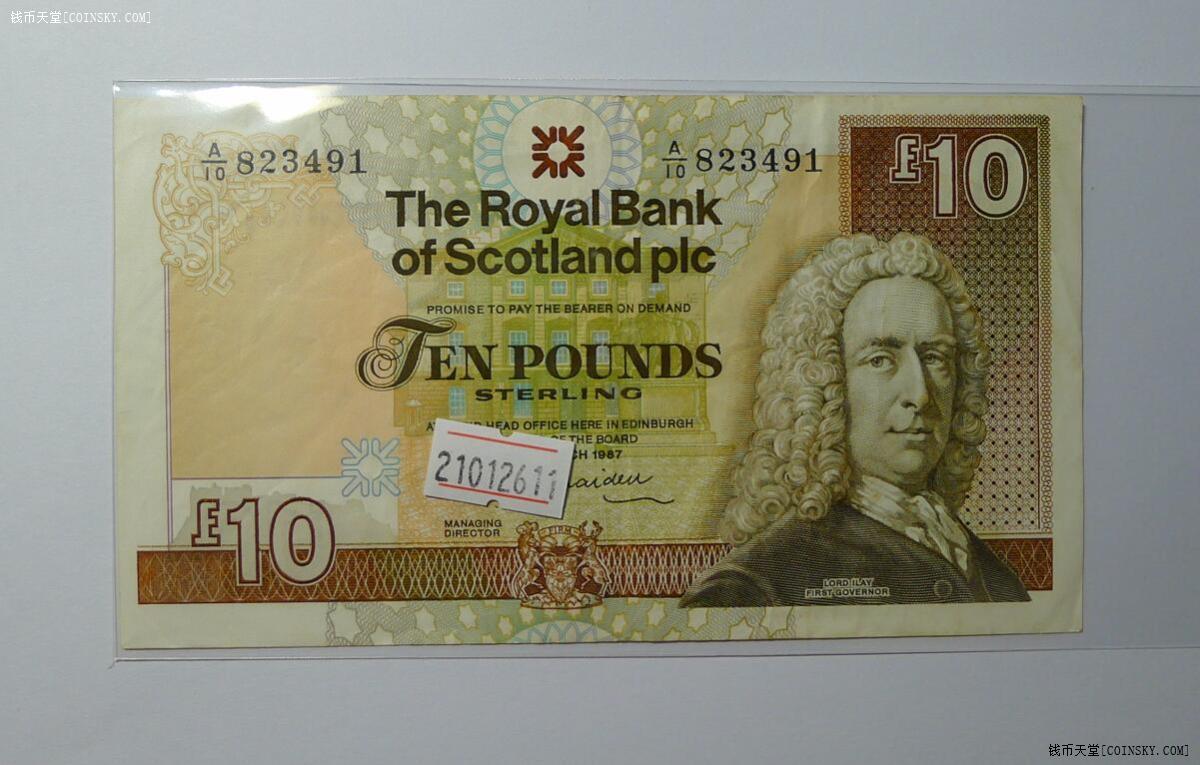 钱币天堂[COINSKY.COM]
A/10 823491
A/10 823491
£10
The Royal Bank
of Scotland plc
PROMISE TO PAY THE BEARER ON DEMAND
TEN POUNDS
STERLING
HEAD OFFICE HERE IN EDINBURGH
THE BOARD
1987
21012611
MANAGING
DIRECTOR
£10
FIRM
LORD ILAY
FIRST GOVERNOR
钱币天堂[COINSKY.COM]